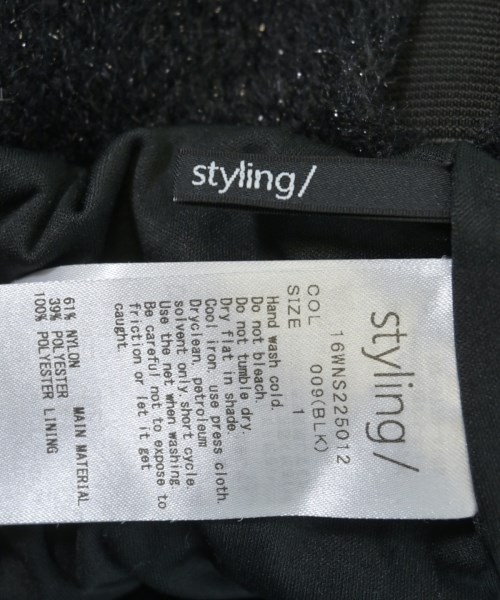 styling/
styling/
16WNS225012
COL 009(BLK)
SIZE 1
Hand wash cold.
Do not bleach.
Do not tumble dry.
Dry flat in shade.
Cool iron, use press cloth.
Dryclean, petroleum
solvent only,short cycle.
Use the net when washing.
Be careful not to expose to
friction or let it get
caught.
61% NYLON MAIN MATERIAL
39% POLYESTER
100% POLYESTER LINING